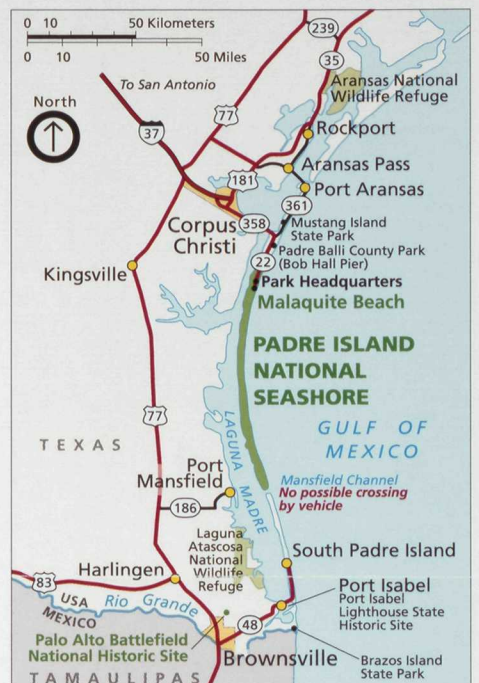 0 10 50 Kilometers
0 10 50 Miles
239
35
To San Antonio
Aransas National
Wildlife Refuge
North
77
37
Rockport
Aransas Pass
181
Port Aransas
361
Corpus
Christi
358
Mustang Island
State Park
Padre Balli County Park
(Bob Hall Pier)
22
Kingsville
Park Headquarters
Malaquite Beach
PADRE ISLAND
NATIONAL
SEASHORE
77
GULF OF
MEXICO
TEXAS
LAGUNA MADRE
Port
Mansfield
Mansfield Channel
No possible crossing
by vehicle
186
Laguna
Atascosa
National
Wildlife
Refuge
South Padre Island
Harlingen
83
Port Isabel
Port Isabel
Lighthouse State
Historic Site
USA
MEXICO
Rio Grande
48
Palo Alto Battlefield
National Historic Site
Brownsville
Brazos Island
State Park
TAMAULIPAS